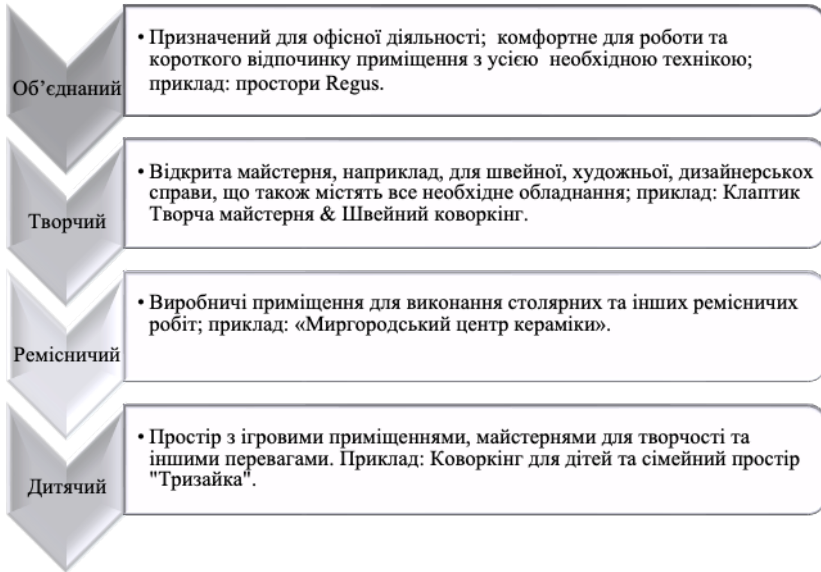 Об’єднаний
• Призначений для офісної діяльності; комфортне для роботи та
короткого відпочинку приміщення з усією необхідною технікою;
приклад: простори Regus.
Творчий
• Відкрита майстерня, наприклад, для швейної, художньої, дизайнерськох
справи, що також містять все необхідне обладнання; приклад: Клаптик
Творча майстерня & Швейний коворкінг.
Ремісничий
• Виробничі приміщення для виконання столярних та інших ремісничих
робіт; приклад: «Миргородський центр кераміки».
Дитячий
• Простір з ігровими приміщеннями, майстернями для творчості та
іншими перевагами. Приклад: Коворкінг для дітей та сімейний простір
"Тризайка".